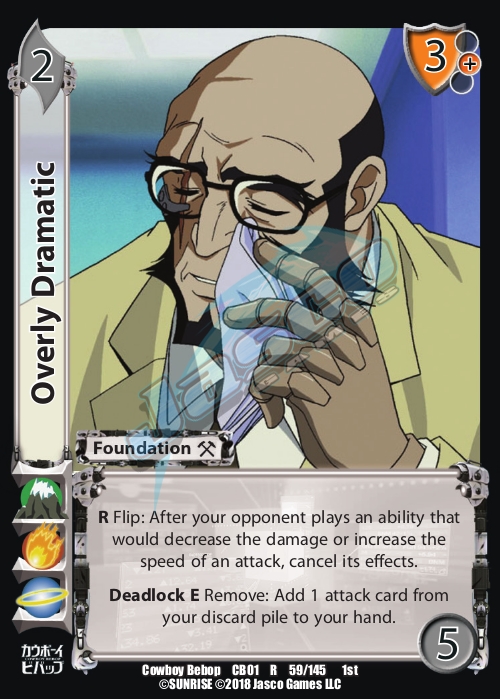 2
3
+
Overly Dramatic
Foundation
R Flip: After your opponent plays an ability that
would decrease the damage or increase the
speed of an attack, cancel its effects.
Deadlock E Remove: Add 1 attack card from
your discard pile to your hand.
5
カウボーイ
ビバップ
Cowboy Bebop CB01 R 59/145 1st
©SUNRISE ©2018 Jasco Games LLC